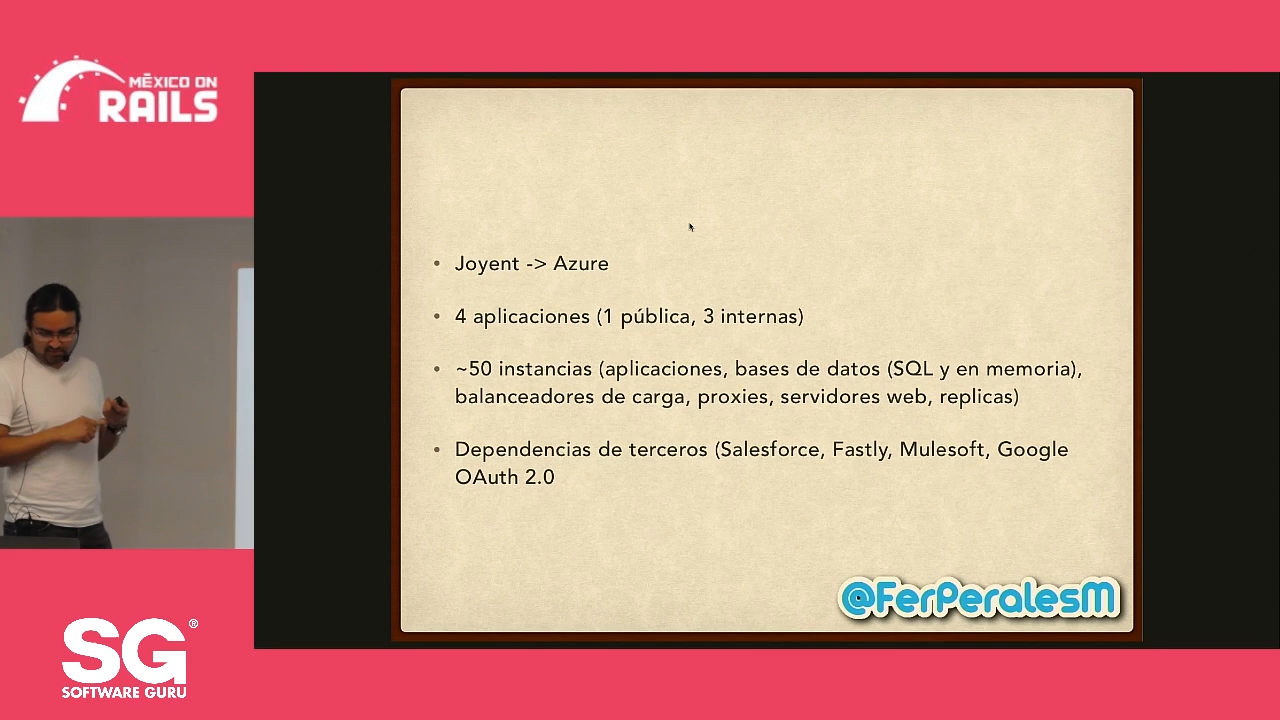 MĒXICO ON
RAILS
• Joyent -> Azure
• 4 aplicaciones (1 pública, 3 internas)
• ~50 instancias (aplicaciones, bases de datos (SQL y en memoria),
balanceadores de carga, proxies, servidores web, replicas)
• Dependencias de terceros (Salesforce, Fastly, Mulesoft, Google
OAuth 2.0
@FerPeralesM
SG®
SOFTWARE GURU